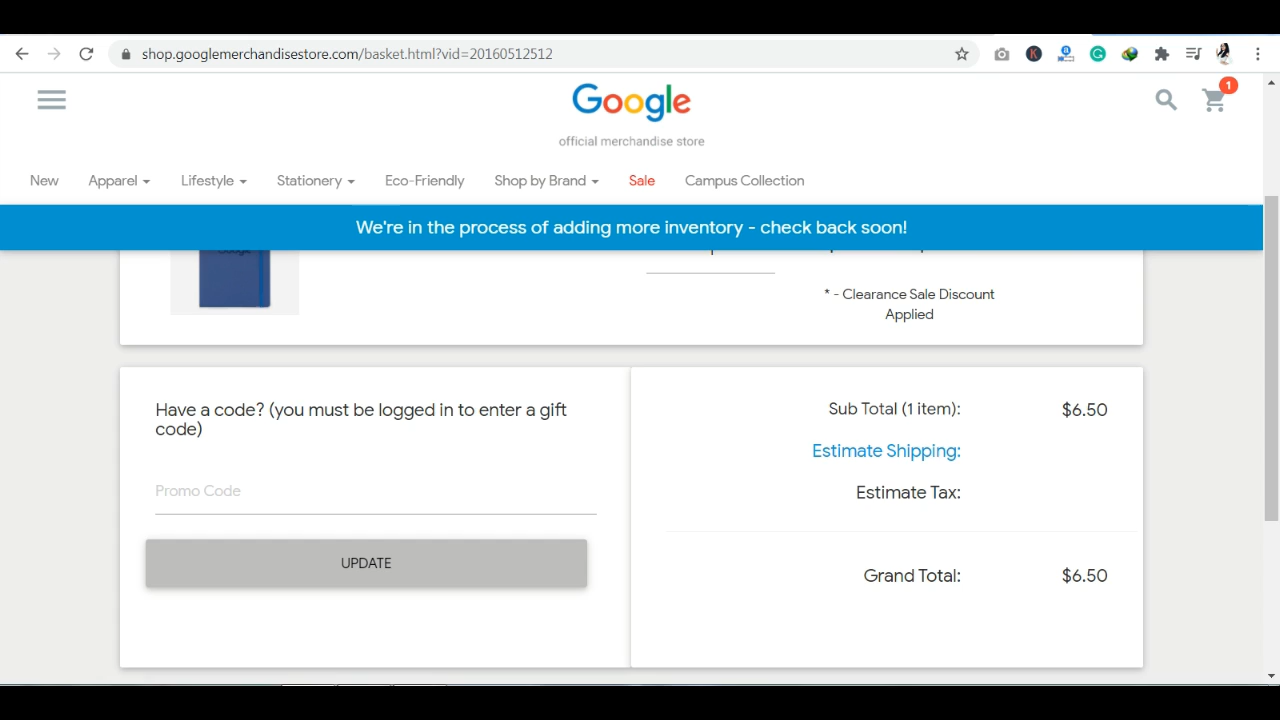 shop.googlemerchandisestore.com/basket.html?vid=20160512512
Google
official merchandise store
1
New Apparel Lifestyle Stationery Eco-Friendly Shop by Brand Sale Campus Collection
We're in the process of adding more inventory - check back soon!
* - Clearance Sale Discount
Applied
Have a code? (you must be logged in to enter a gift
code)
Promo Code
UPDATE
Sub Total (1 item): $6.50
Estimate Shipping:
Estimate Tax:
Grand Total: $6.50